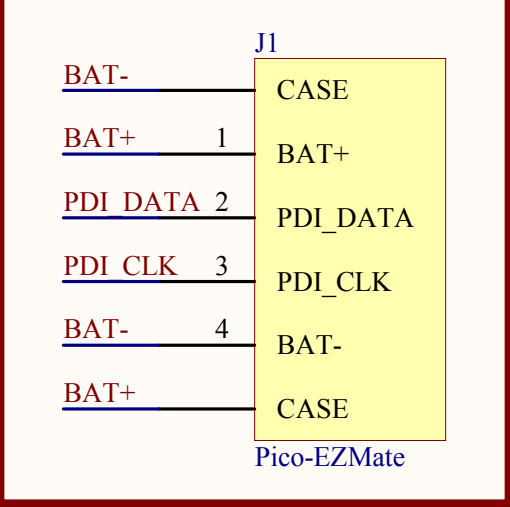 J1
BAT- CASE
BAT+ 1 BAT+
PDI_DATA 2 PDI_DATA
PDI_CLK 3 PDI_CLK
BAT- 4 BAT-
BAT+ CASE
Pico-EZMate